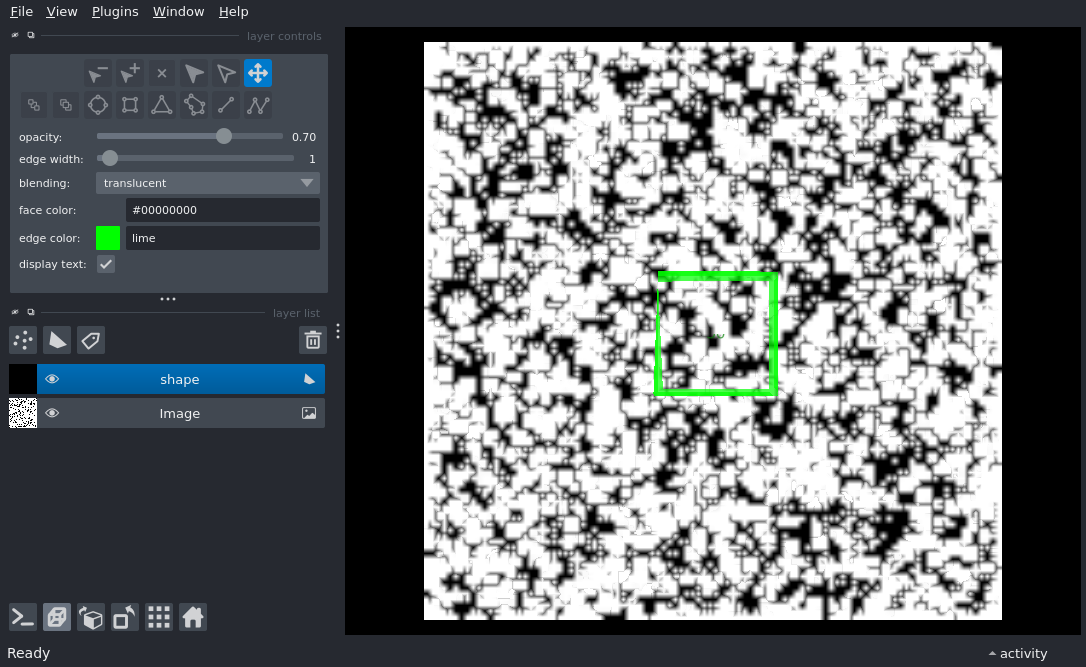 File View Plugins Window Help
layer controls
opacity: 0.70
edge width: 1
blending: translucent
face color: #00000000
edge color: lime
display text:
layer list
shape
Image
Ready
activity